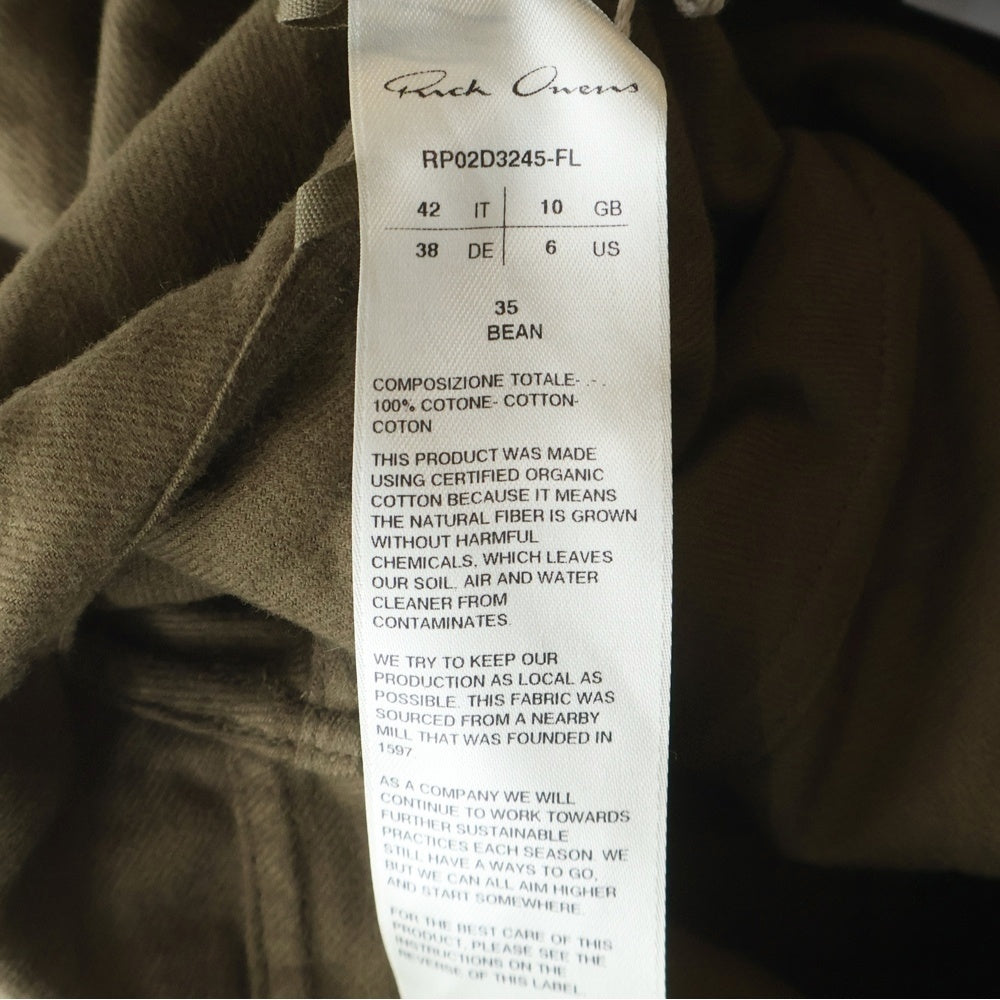 Rick Owens
RP02D3245-FL
42 IT 10 GB
38 DE 6 US
35
BEAN
COMPOSIZIONE TOTALE- .- .
100% COTONE- COTTON-
COTON
THIS PRODUCT WAS MADE
USING CERTIFIED ORGANIC
COTTON BECAUSE IT MEANS
THE NATURAL FIBER IS GROWN
WITHOUT HARMFUL
CHEMICALS, WHICH LEAVES
OUR SOIL, AIR AND WATER
CLEANER FROM
CONTAMINATES.
WE TRY TO KEEP OUR
PRODUCTION AS LOCAL AS
POSSIBLE. THIS FABRIC WAS
SOURCED FROM A NEARBY
MILL THAT WAS FOUNDED IN
1597
AS A COMPANY WE WILL
CONTINUE TO WORK TOWARDS
FURTHER SUSTAINABLE
PRACTICES EACH SEASON. WE
STILL HAVE A WAYS TO GO,
BUT WE CAN ALL AIM HIGHER
AND START SOMEWHERE.
FOR THE BEST CARE OF THIS
PRODUCT, PLEASE SEE THE
INSTRUCTIONS ON THE
REVERSE OF THIS LABEL.